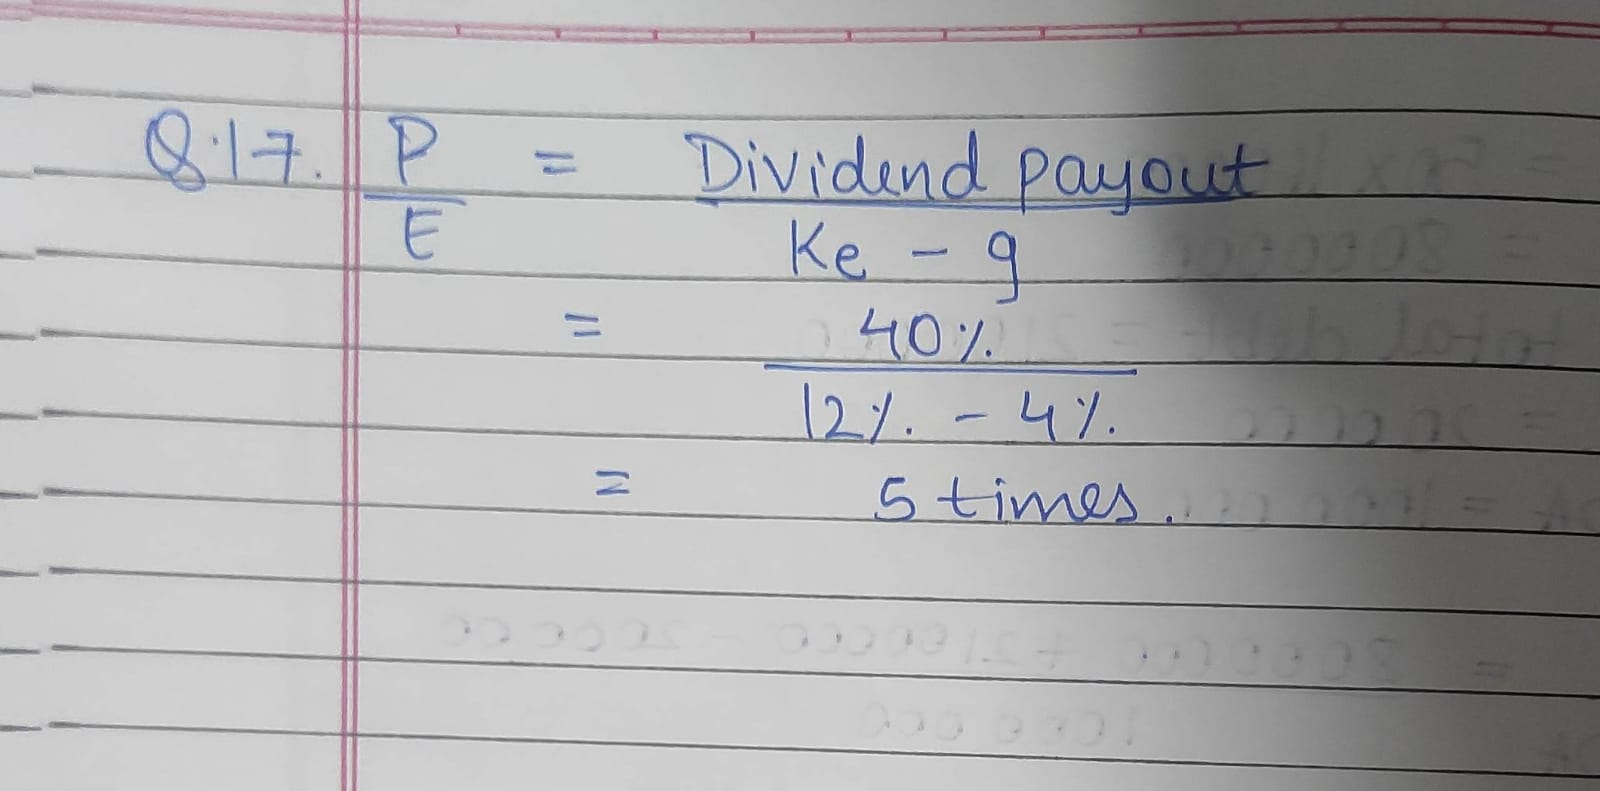 Q.17. P = Dividend payout
E Ke - g
= 40%
12% - 4%
= 5 times.